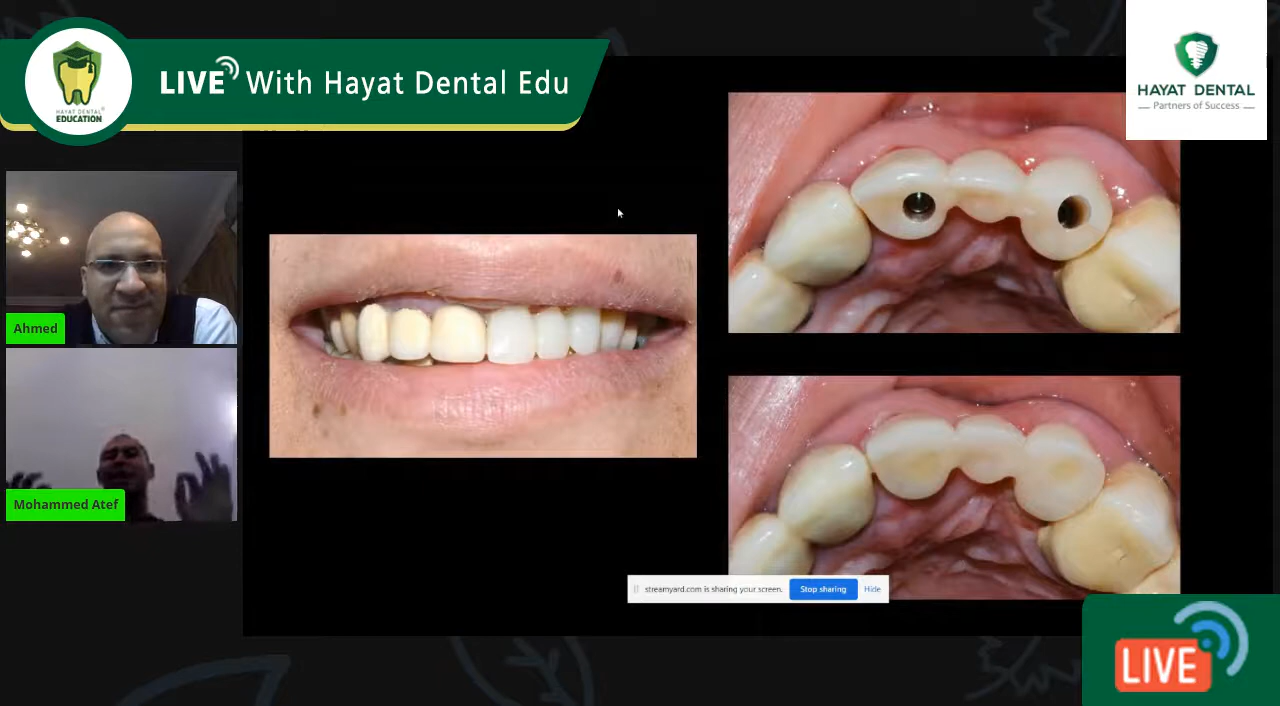 HAYAT DENTAL
EDUCATION
LIVE With Hayat Dental Edu
HAYAT DENTAL
Partners of Success
Ahmed
Mohammed Atef
streamyard.com is sharing your screen.
Stop sharing
Hide
LIVE